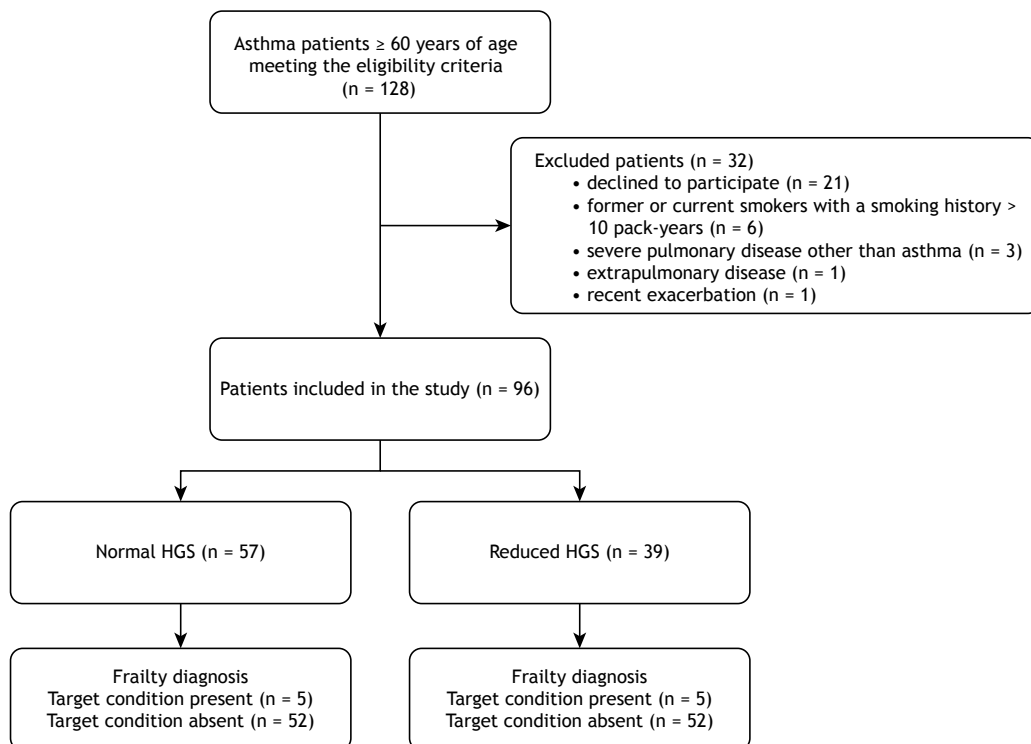 Asthma patients ≥ 60 years of age
meeting the eligibility criteria
(n = 128)
Excluded patients (n = 32)
• declined to participate (n = 21)
• former or current smokers with a smoking history >
10 pack-years (n = 6)
• severe pulmonary disease other than asthma (n = 3)
• extrapulmonary disease (n = 1)
• recent exacerbation (n = 1)
Patients included in the study (n = 96)
Normal HGS (n = 57)
Reduced HGS (n = 39)
Frailty diagnosis
Target condition present (n = 5)
Target condition absent (n = 52)
Frailty diagnosis
Target condition present (n = 5)
Target condition absent (n = 52)